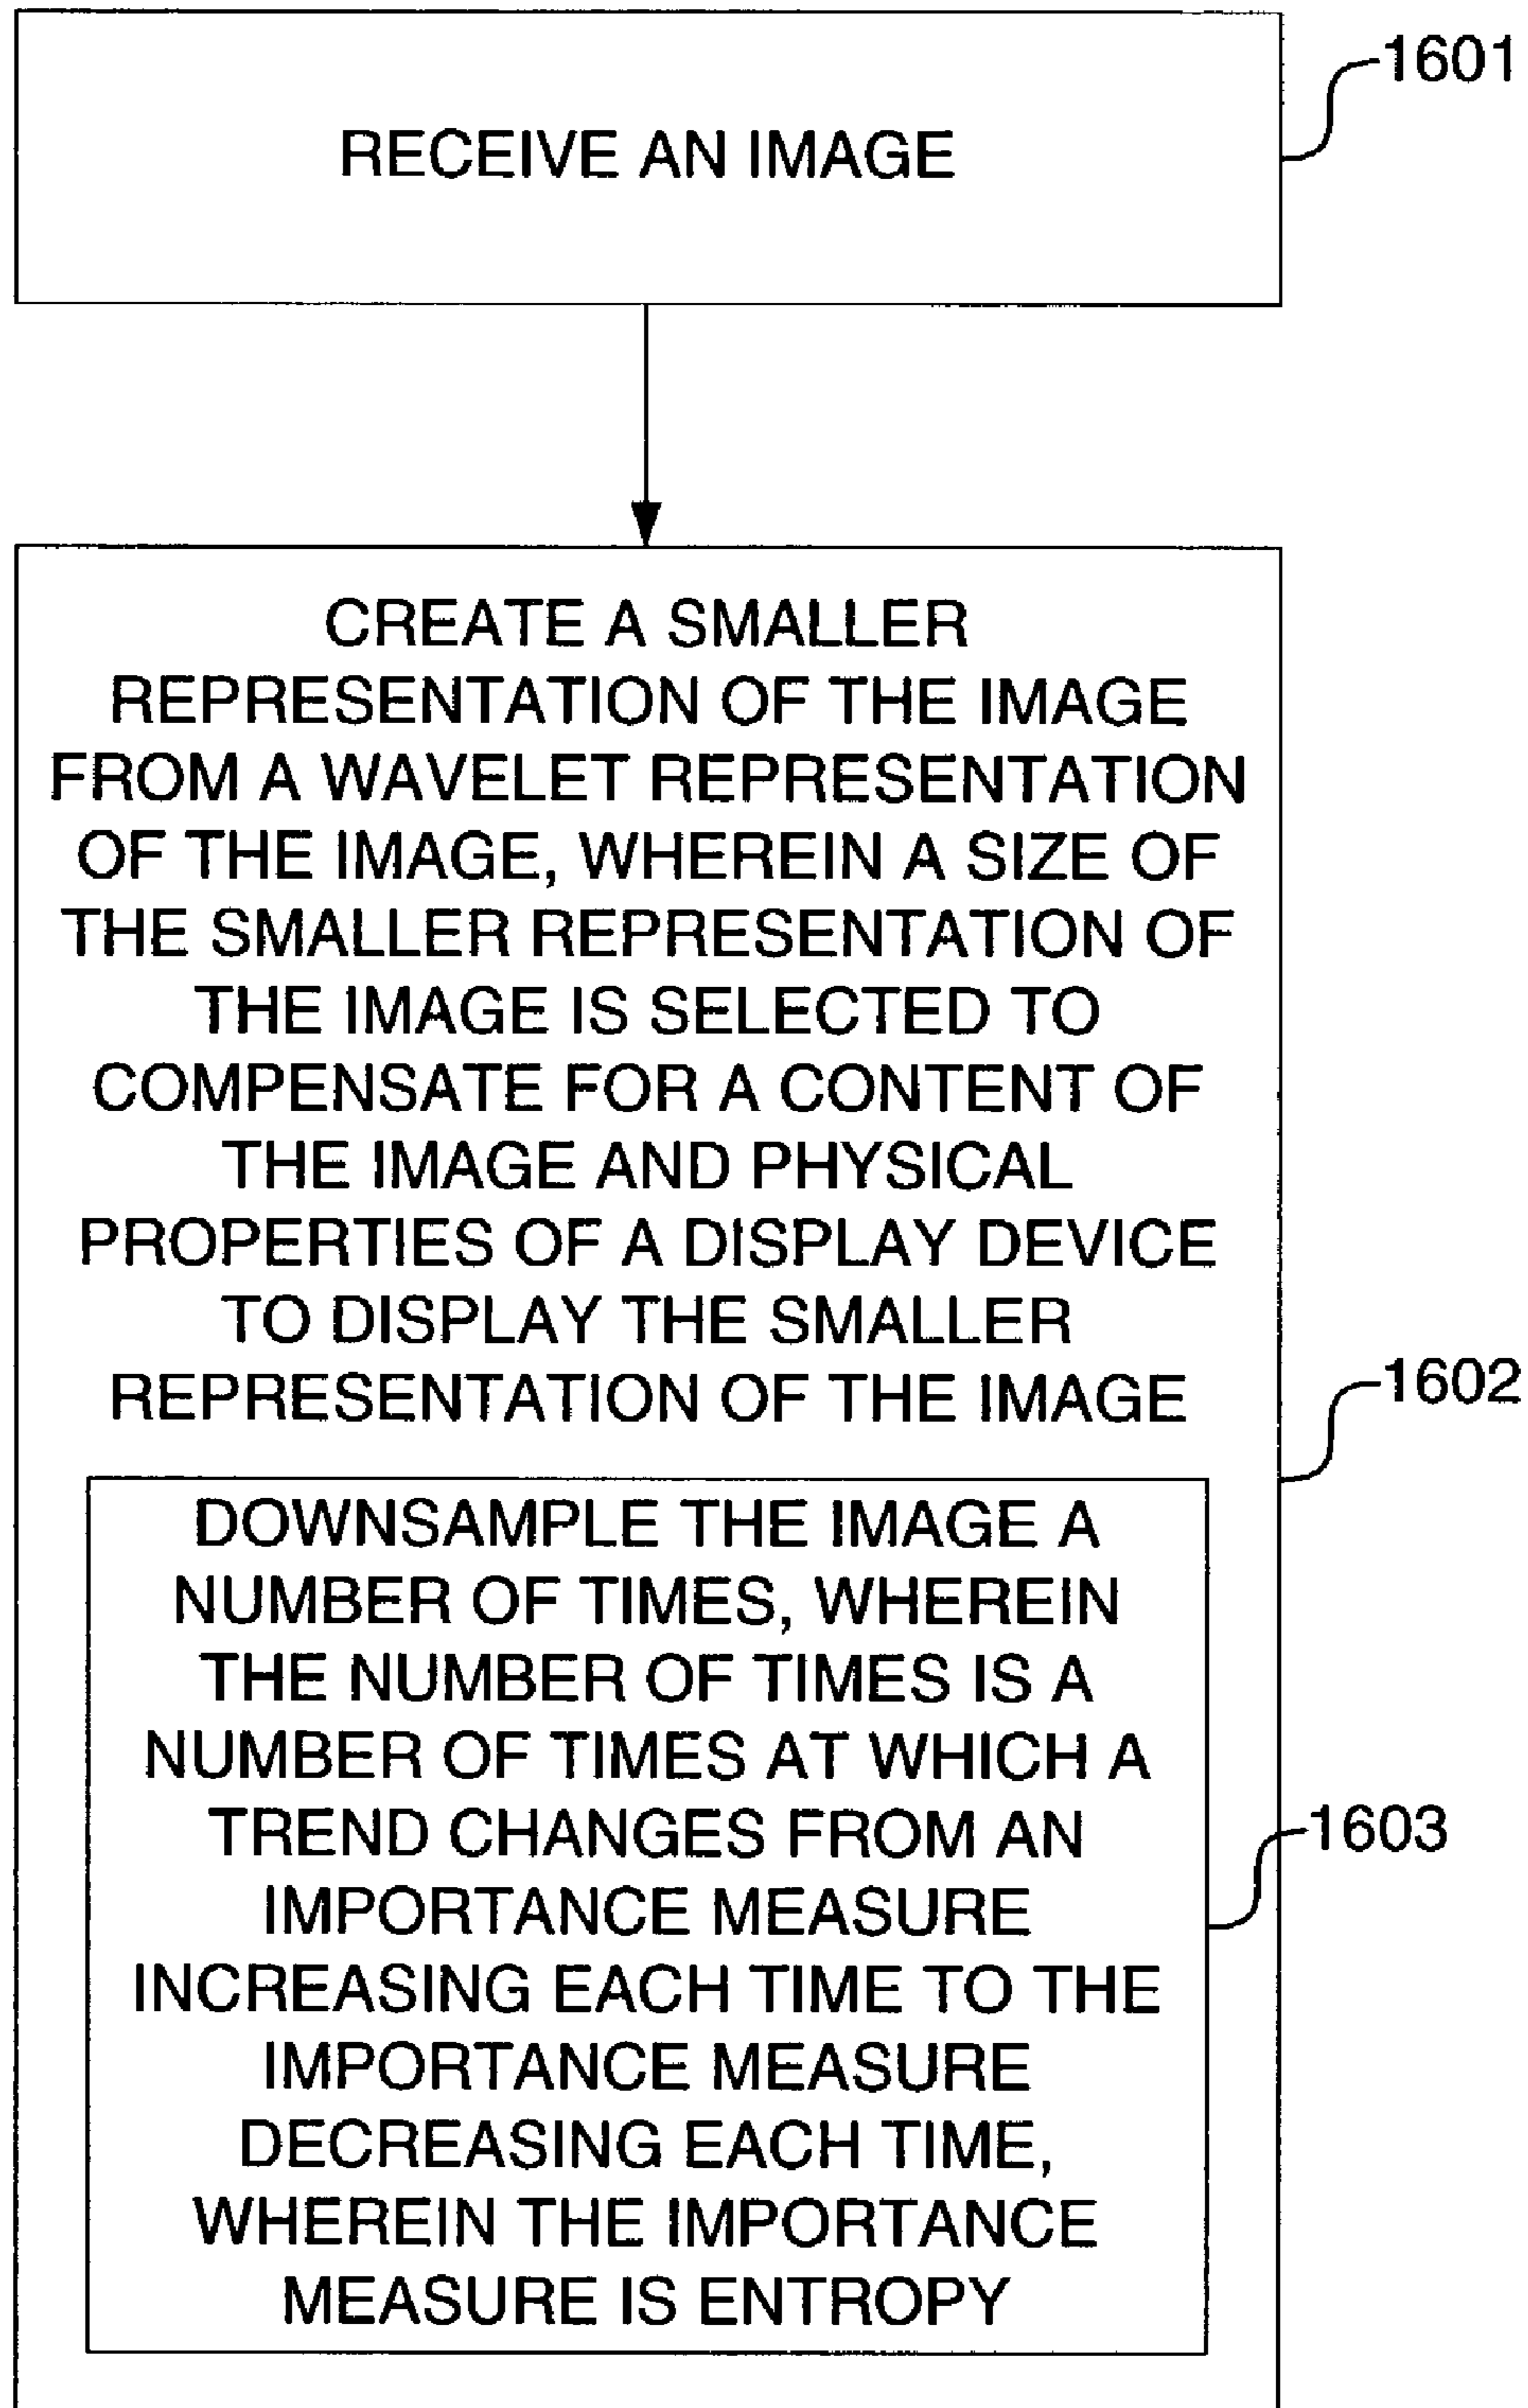 RECEIVE AN IMAGE
1601
CREATE A SMALLER
REPRESENTATION OF THE IMAGE
FROM A WAVELET REPRESENTATION
OF THE IMAGE, WHEREIN A SIZE OF
THE SMALLER REPRESENTATION OF
THE IMAGE IS SELECTED TO
COMPENSATE FOR A CONTENT OF
THE IMAGE AND PHYSICAL
PROPERTIES OF A DISPLAY DEVICE
TO DISPLAY THE SMALLER
REPRESENTATION OF THE IMAGE
1602
DOWNSAMPLE THE IMAGE A
NUMBER OF TIMES, WHEREIN
THE NUMBER OF TIMES IS A
NUMBER OF TIMES AT WHICH A
TREND CHANGES FROM AN
IMPORTANCE MEASURE
INCREASING EACH TIME TO THE
IMPORTANCE MEASURE
DECREASING EACH TIME,
WHEREIN THE IMPORTANCE
MEASURE IS ENTROPY
1603